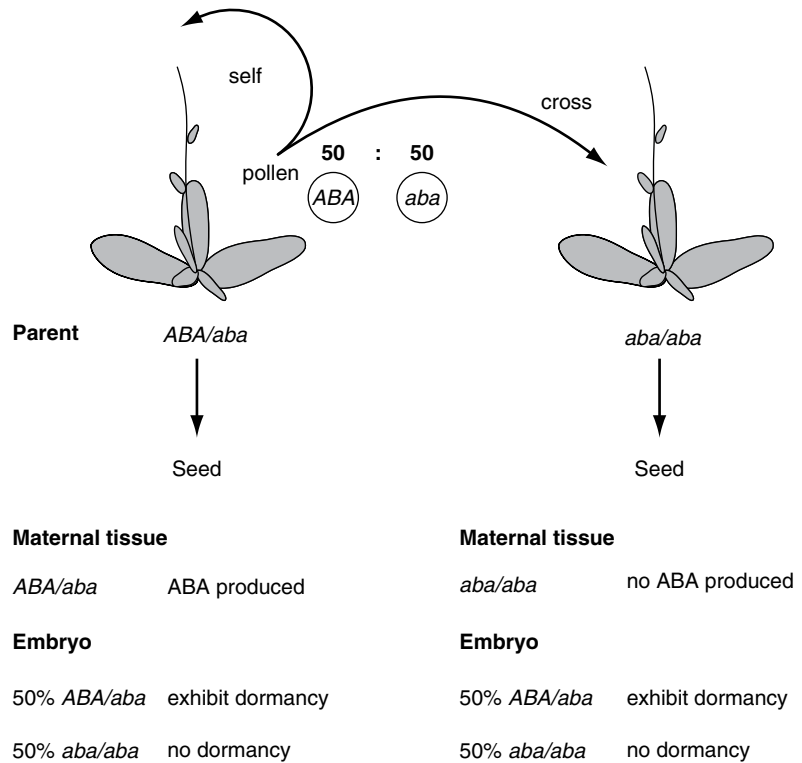 self
cross
pollen
50 : 50
ABA aba
Parent ABA/aba aba/aba
Seed Seed
Maternal tissue Maternal tissue
ABA/aba ABA produced aba/aba no ABA produced
Embryo Embryo
50% ABA/aba exhibit dormancy 50% ABA/aba exhibit dormancy
50% aba/aba no dormancy 50% aba/aba no dormancy